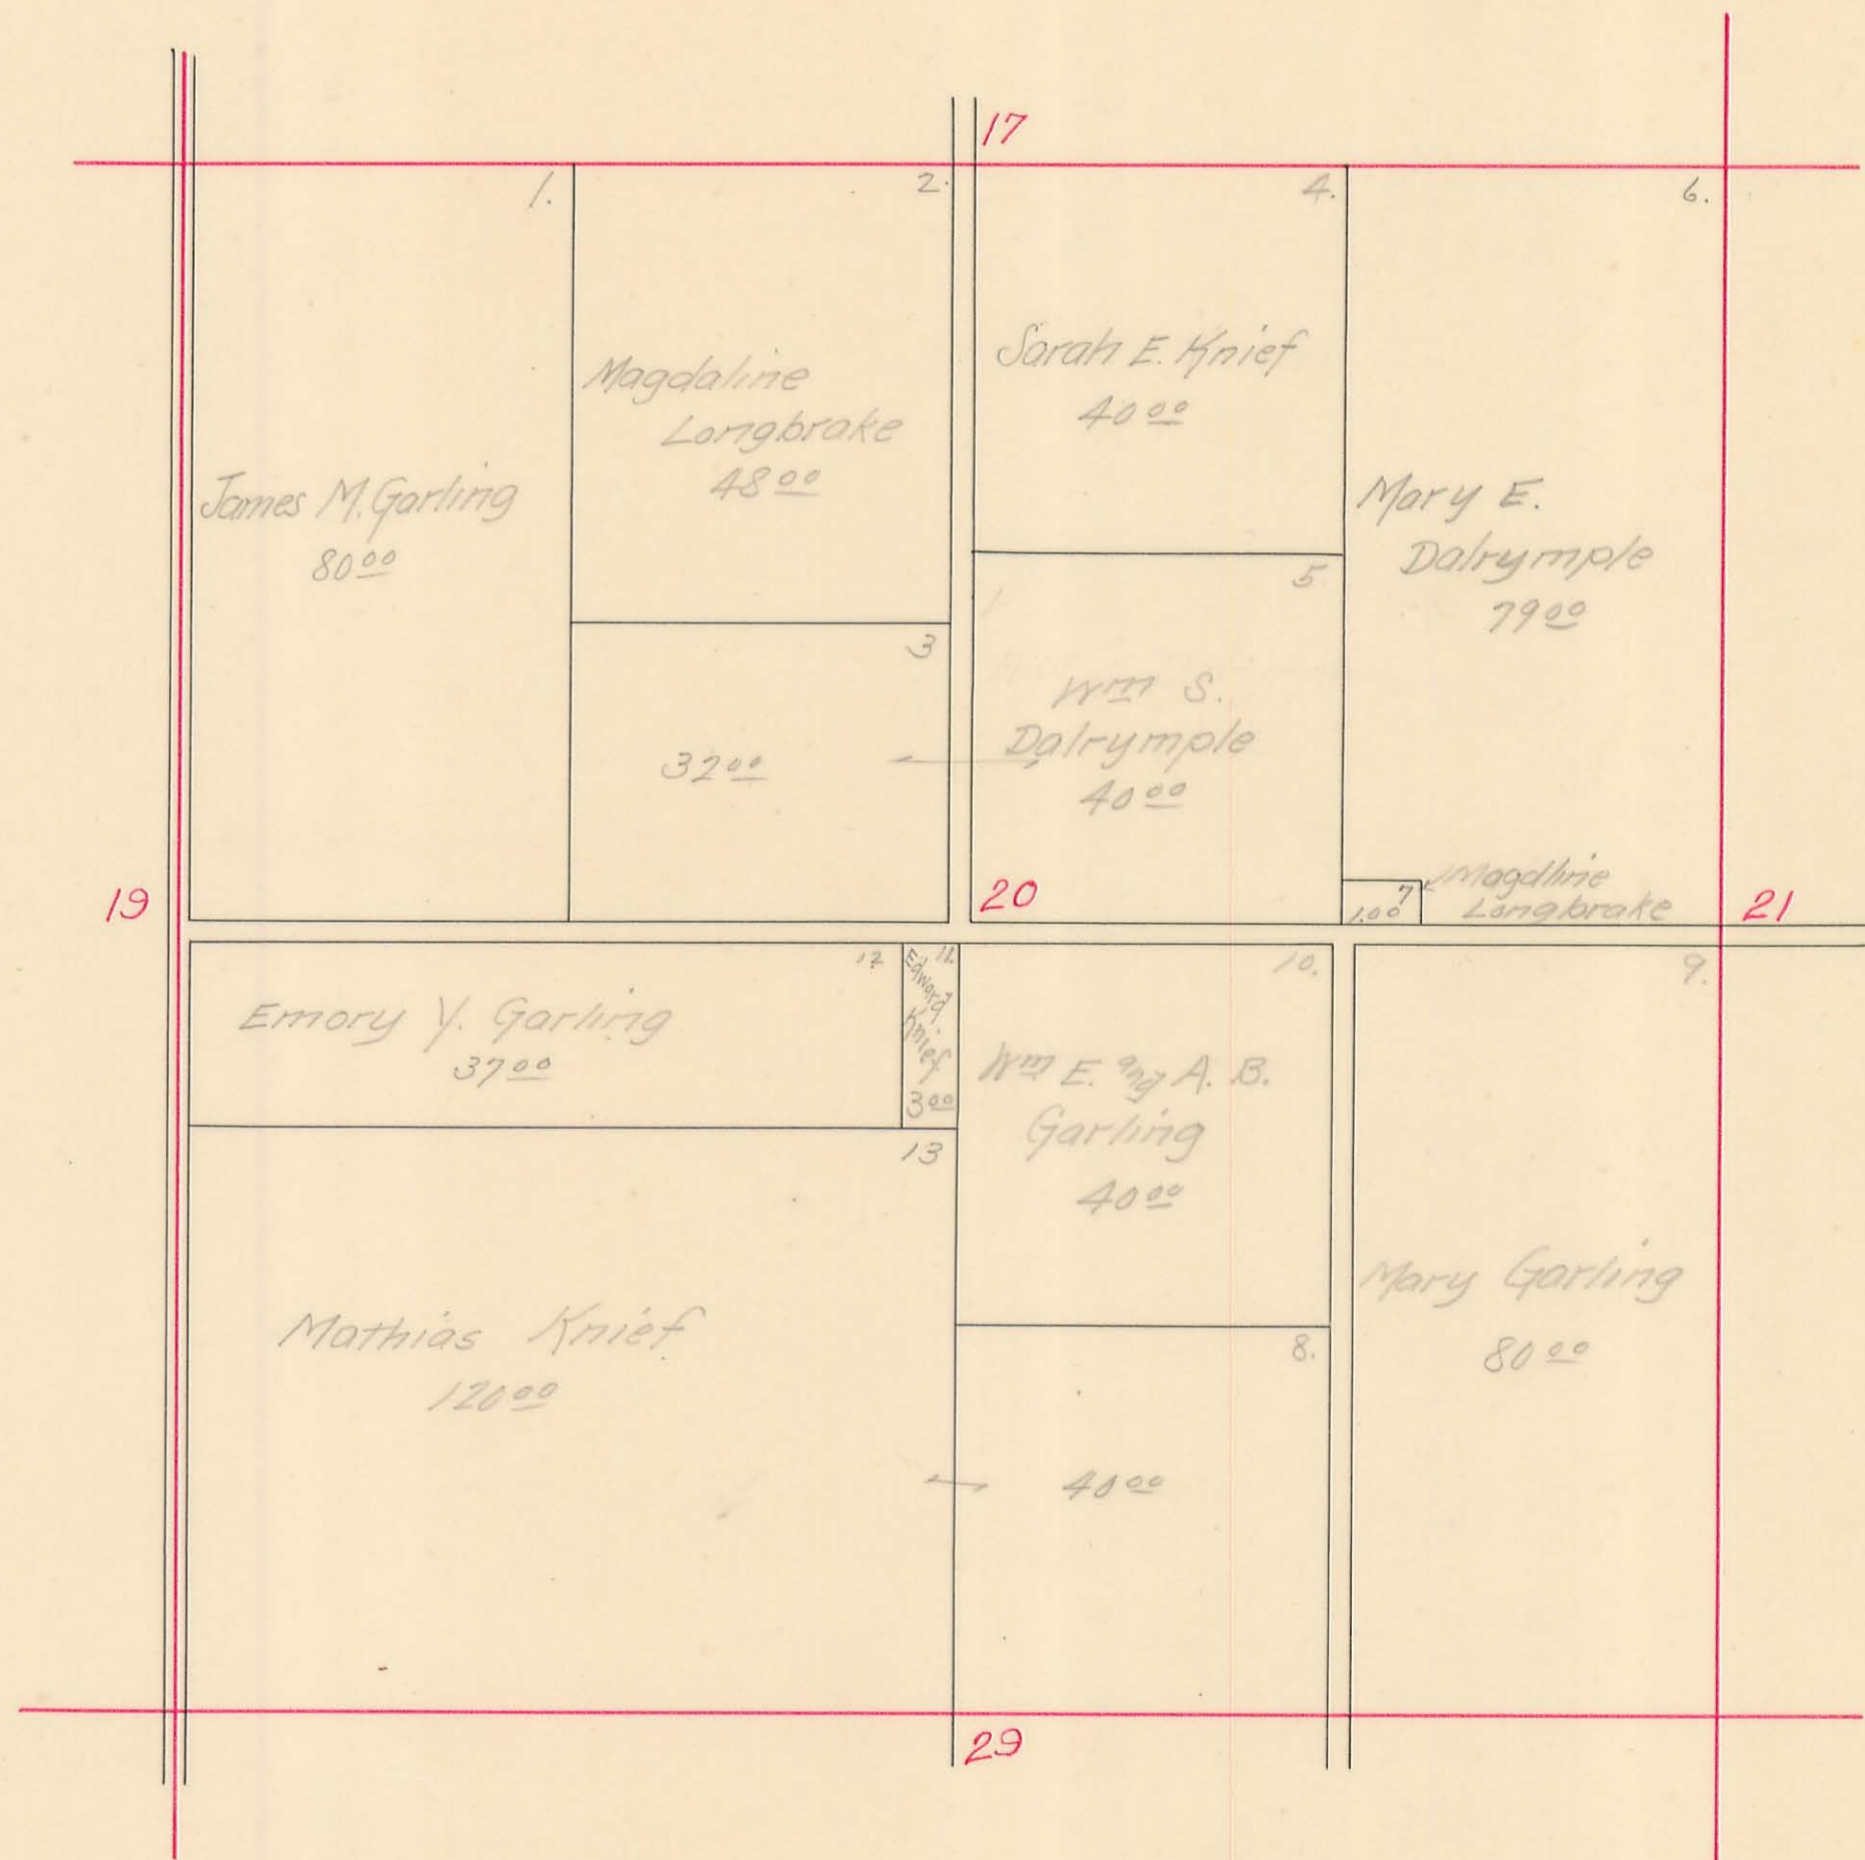 17
1.
2.
4.
6.
James M. Garling
80 00
Magdaline
Longbrake
48 00
Sarah E. Knief
40 00
Mary E.
Dalrymple
79 00
3
32 00
5
Wm S.
Dalrymple
40 00
7
1.00
Magdline
Longbrake
19
20
21
12
Emory Y. Garling
37 00
11.
Edward
Knief
3 00
10.
Wm E. and A. B.
Garling
40 00
9.
Mary Garling
80 00
13
Mathias Knief
120 00
8.
40 00
29